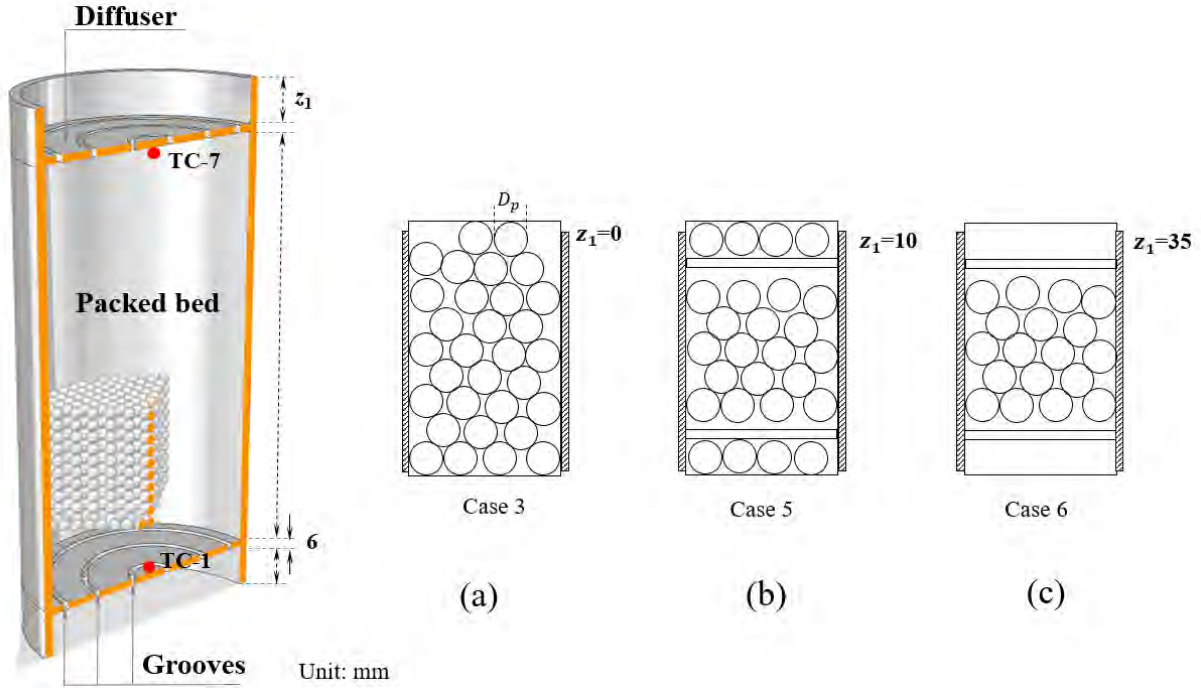 Diffuser
z₁
TC-7
Packed bed
6
TC-1
Grooves
Unit: mm
Dₚ
z₁=0
z₁=10
z₁=35
Case 3
Case 5
Case 6
(a)
(b)
(c)